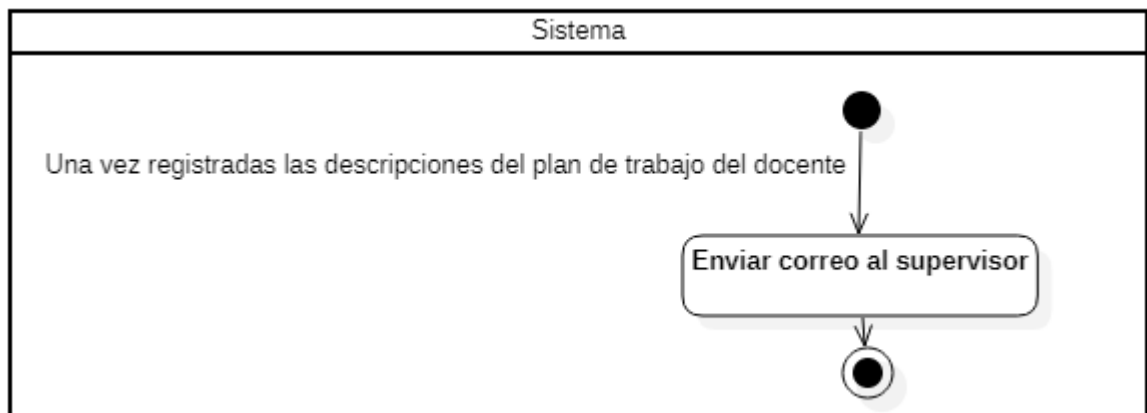 Sistema
Una vez registradas las descripciones del plan de trabajo del docente
Enviar correo al supervisor